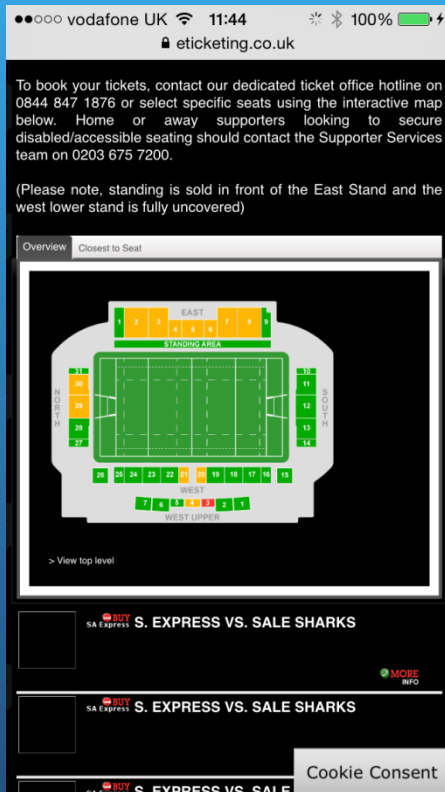 vodafone UK 11:44 100%
eticketing.co.uk
To book your tickets, contact our dedicated ticket office hotline on
0844 847 1876 or select specific seats using the interactive map
below. Home or away supporters looking to secure
disabled/accessible seating should contact the Supporter Services
team on 0203 675 7200.
(Please note, standing is sold in front of the East Stand and the
west lower stand is fully uncovered)
Overview Closest to Seat
EAST
1 2 3 4 5 6 7 8 9
STANDING AREA
31 10
30 11
NORTH 29 12 SOUTH
28 13
27 14
26 25 24 23 22 21 20 19 18 17 16 15
WEST
7 6 5 4 3 2 1
WEST UPPER
> View top level
BUY
SA Express S. EXPRESS VS. SALE SHARKS
MORE
INFO
BUY
SA Express S. EXPRESS VS. SALE SHARKS
Cookie Consent
BUY
SA Express S. EXPRESS VS. SALE